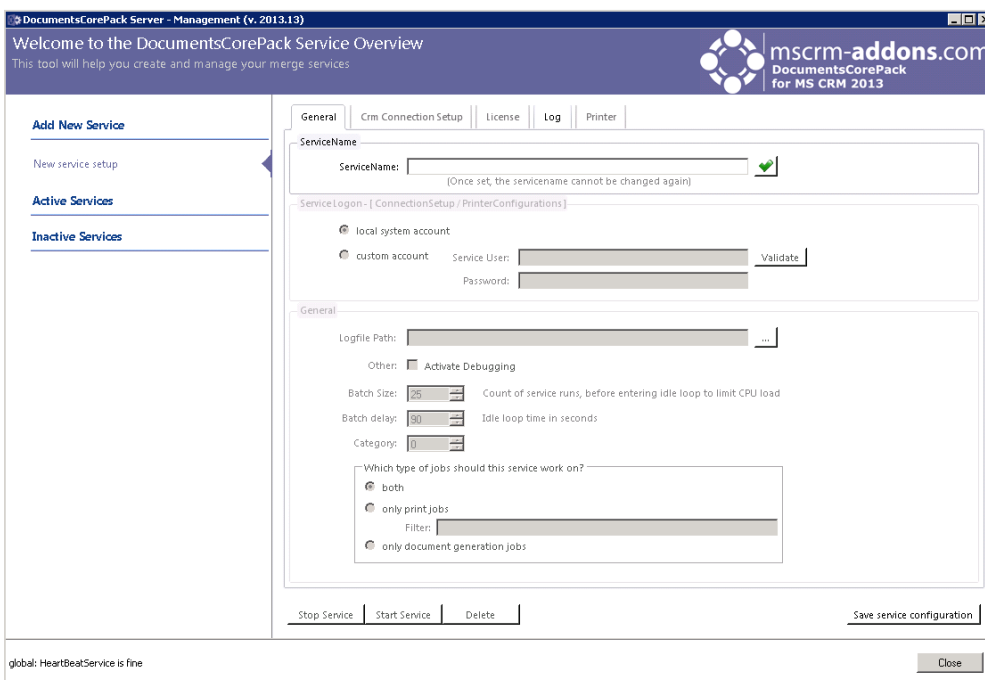 DocumentsCorePack Server - Management (v. 2013.13)
Welcome to the DocumentsCorePack Service Overview
This tool will help you create and manage your merge services
mscrm-addons.com
DocumentsCorePack
for MS CRM 2013
Add New Service
New service setup
Active Services
Inactive Services
General
Crm Connection Setup
License
Log
Printer
ServiceName
ServiceName:
(Once set, the servicename cannot be changed again)
Service Logon - [ ConnectionSetup / PrinterConfigurations ]
local system account
custom account
Service User:
Validate
Password:
General
Logfile Path:
...
Other:
Activate Debugging
Batch Size:
25
Count of service runs, before entering idle loop to limit CPU load
Batch delay:
90
Idle loop time in seconds
Category:
0
Which type of jobs should this service work on?
both
only print jobs
Filter:
only document generation jobs
Stop Service
Start Service
Delete
Save service configuration
global: HeartBeatService is fine
Close